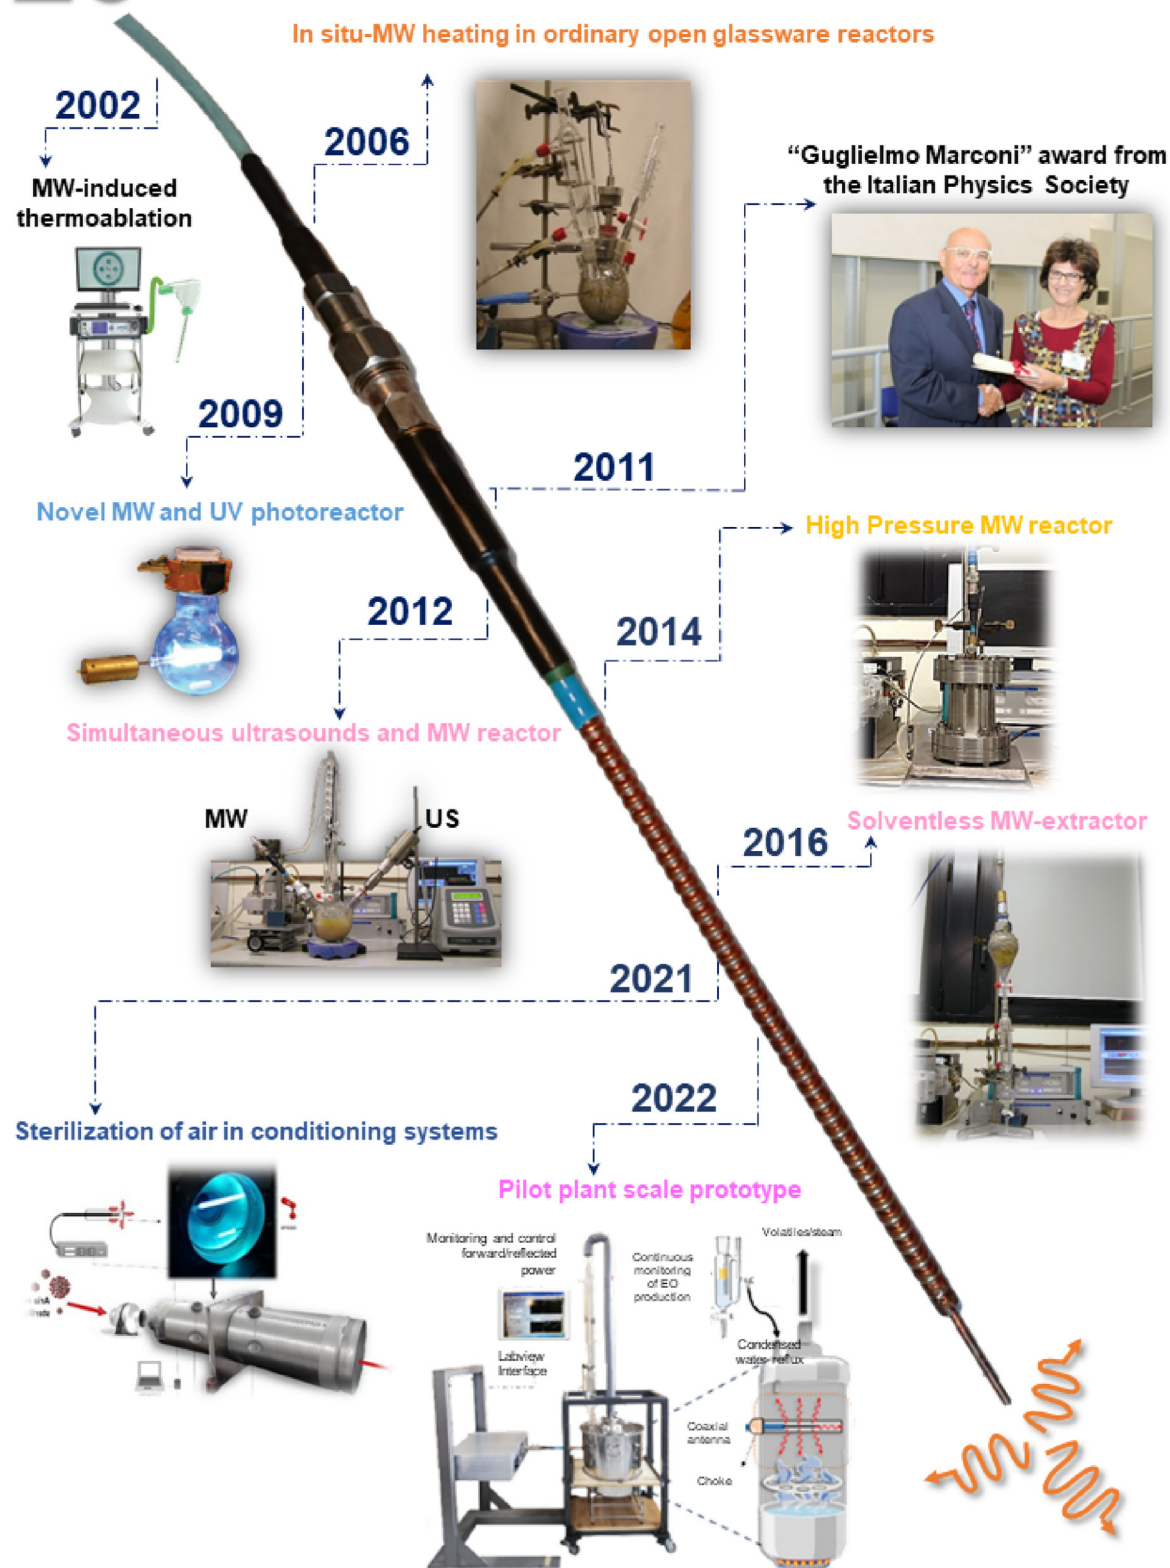 In situ-MW heating in ordinary open glassware reactors
2002
2006
MW-induced
thermoablation
“Guglielmo Marconi” award from
the Italian Physics Society
2009
2011
Novel MW and UV photoreactor
High Pressure MW reactor
2012
2014
Simultaneous ultrasounds and MW reactor
MW
US
2016
Solventless MW-extractor
2021
2022
Sterilization of air in conditioning systems
Pilot plant scale prototype
Monitoring and control
forward/reflected
power
Labview
Interface
Continuous
monitoring
of EO
production
Volatiles/steam
Condensed
water reflux
Coaxial
antenna
Choke